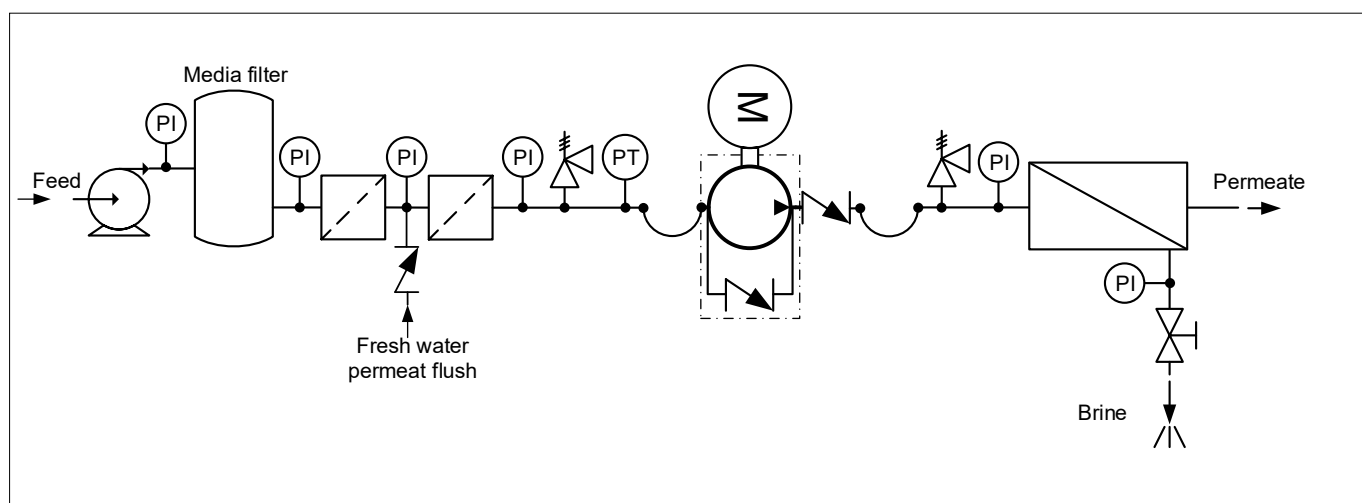 Media filter
Feed
PI
PI
PI
PI
PT
M
PI
Permeate
PI
Fresh water
permeat flush
Brine